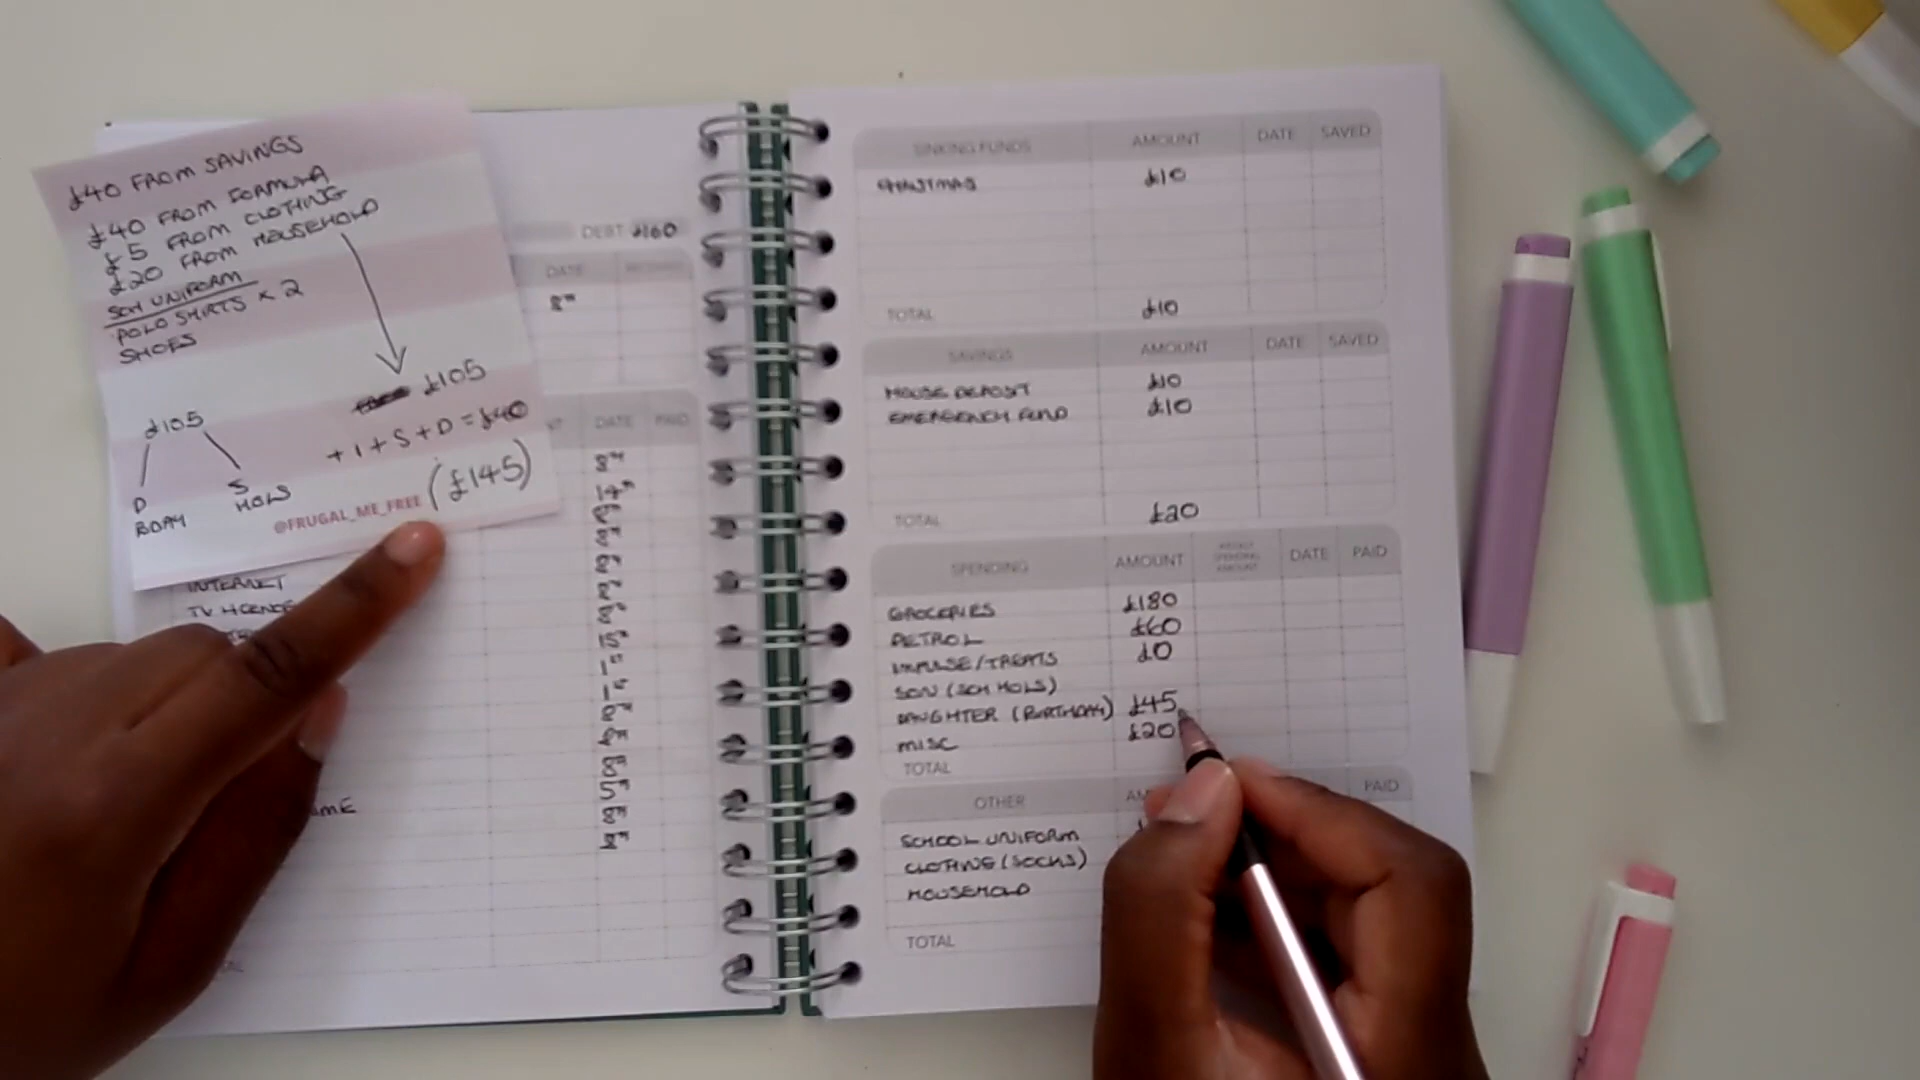 £40 FROM SAVINGS
£40 FROM FORMULA
£5 FROM CLOTHING
£20 FROM HOUSEHOLD
SCH UNIFORM
POLO SHIRTS x 2
SHOES
£105
£105
+ 1 + S + D = £40
(£145)
D
BDAY
S
HOLS
@FRUGAL_ME_FREE
INTERNET
TV LICENCE
DEBT £160
DATE
8TH
DATE PAID
SINKING FUNDS AMOUNT DATE SAVED
CHRISTMAS £10
TOTAL £10
SAVINGS AMOUNT DATE SAVED
HOUSE DEPOSIT £10
EMERGENCY FUND £10
TOTAL £20
SPENDING AMOUNT WEEKLY SPENDING AMOUNT DATE PAID
GROCERIES £180
PETROL £60
IMPULSE/TREATS £0
SON (SCH HOLS)
DAUGHTER (BIRTHDAY) £45
MISC £20
TOTAL
OTHER PAID
SCHOOL UNIFORM
CLOTHING (SOCKS)
HOUSEHOLD
TOTAL